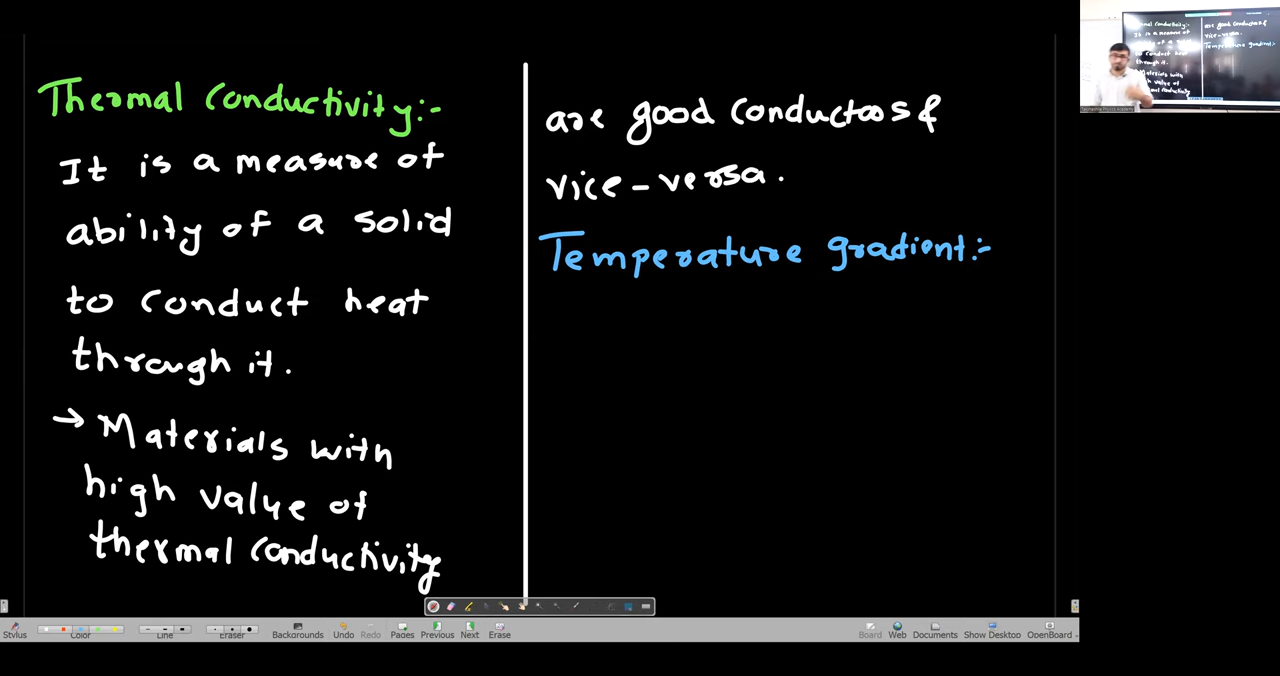 Thermal Conductivity:-
It is a measure of
ability of a solid
to conduct heat
through it.
→ Materials with
high value of
thermal conductivity
are good conductors &
vice-versa.
Temperature gradient:-
Stylus
Color
Line
Eraser
Backgrounds
Undo
Redo
Pages
Previous
Next
Erase
Board
Web
Documents
Show Desktop
OpenBoard